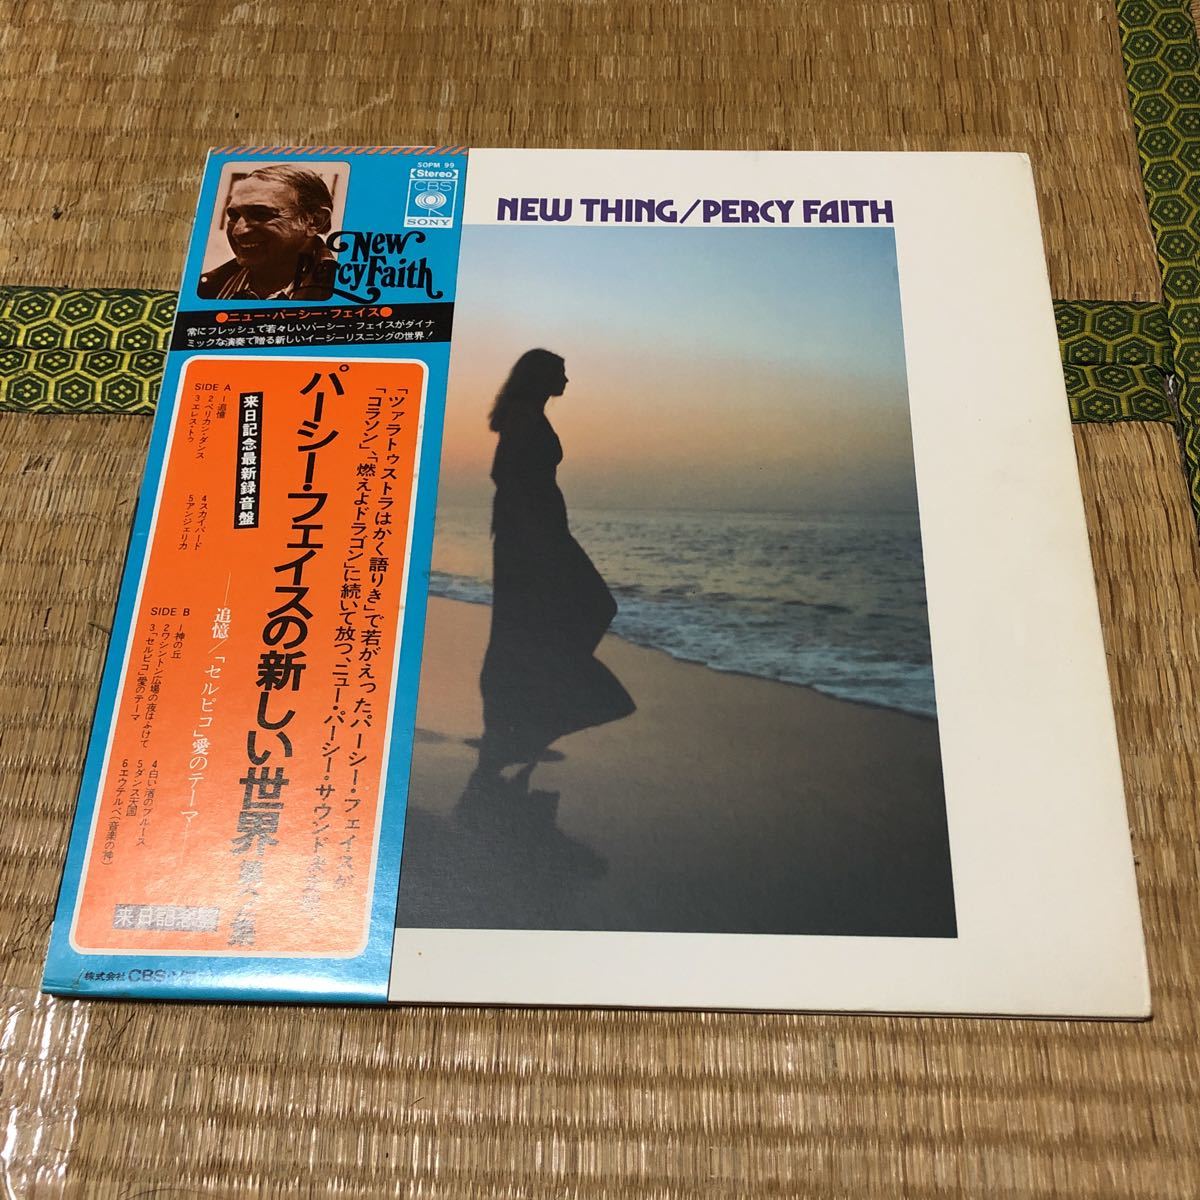 SOPM 99
Stereo
CBS
SONY
New
Percy Faith
●ニュー・パーシー・フェイス●
常にフレッシュで若々しいパーシー・フェイスがダイナ
ミックな演奏で贈る新しいイージーリスニングの世界!
NEW THING/PERCY FAITH
「ツァラトゥストラはかく語りき」で若がえったパーシー・フェイスが
「コラソン」、「燃えよドラゴン」に続いて放つ、ニュー・パーシー・サウンド
パーシー・フェイスの新しい世界
―追憶/「セルピコ」愛のテーマ―
来日記念最新録音盤
SIDE A
1追憶
2ペリカン・ダンス
3エレス・トゥ
4スカイバード
5アンジェリカ
SIDE B
1神の丘
2ワシントン広場の夜はふけて
3「セルピコ」愛のテーマ
4白い渚のブルース
5ダンス天国
6エウテルペ(音楽の神)
来日記念盤
株式会社 CBS・ソニー